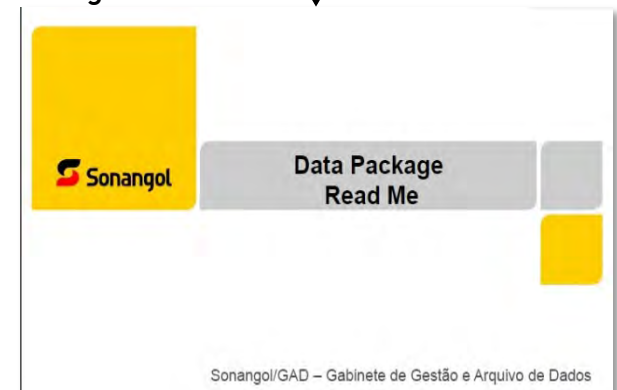 Sonangol
Data Package
Read Me
Sonangol/GAD – Gabinete de Gestão e Arquivo de Dados